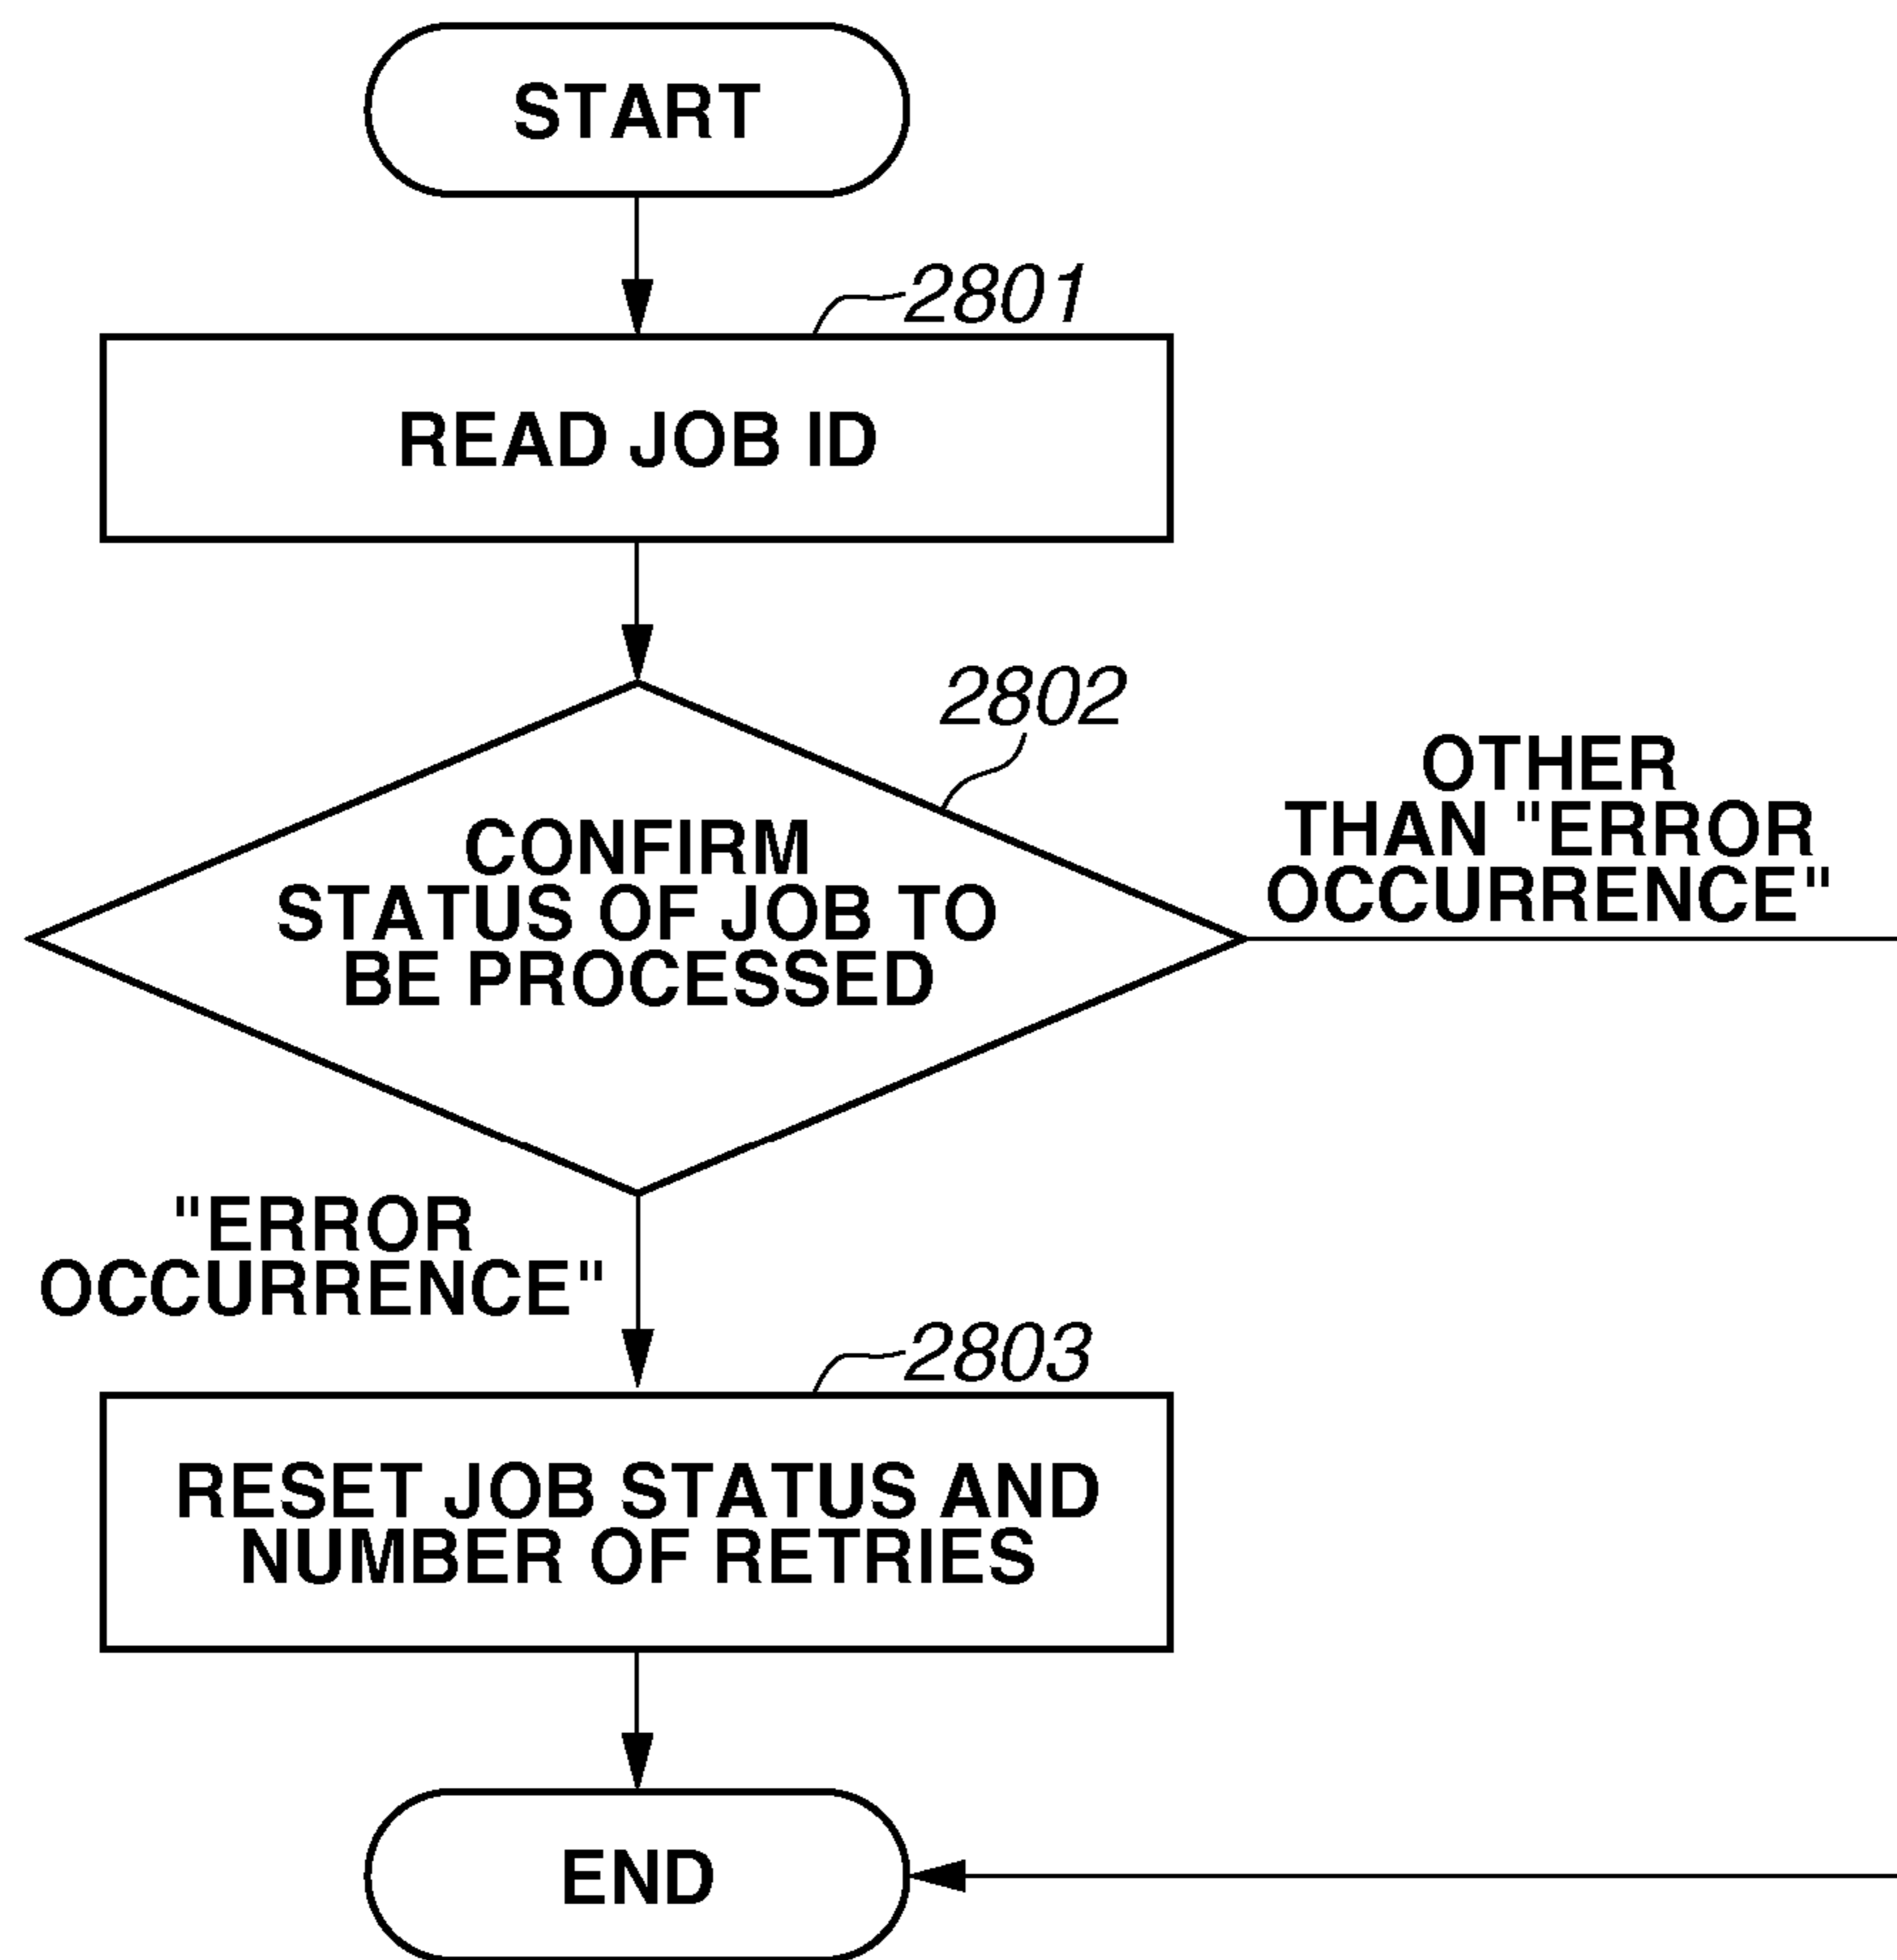 START
2801
READ JOB ID
2802
OTHER
THAN "ERROR
OCCURRENCE"
CONFIRM
STATUS OF JOB TO
BE PROCESSED
"ERROR
OCCURRENCE"
2803
RESET JOB STATUS AND
NUMBER OF RETRIES
END